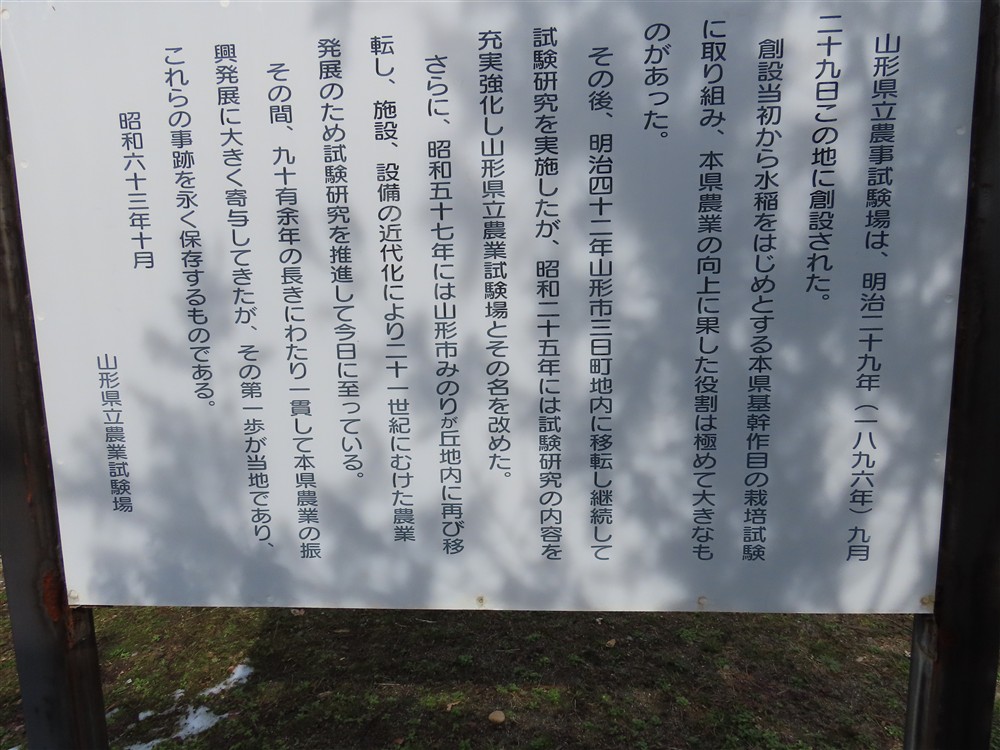 山形県立農事試験場は、明治二十九年（一八九六年）九月
二十九日この地に創設された。
創設当初から水稲をはじめとする本県基幹作目の栽培試験
に取り組み、本県農業の向上に果した役割は極めて大きなも
のがあった。
その後、明治四十二年山形市三日町地内に移転し継続して
試験研究を実施したが、昭和二十五年には試験研究の内容を
充実強化し山形県立農業試験場とその名を改めた。
さらに、昭和五十七年には山形市みのりが丘地内に再び移
転し、施設、設備の近代化により二十一世紀にむけた農業
発展のため試験研究を推進して今日に至っている。
その間、九十有余年の長きにわたり一貫して本県農業の振
興発展に大きく寄与してきたが、その第一歩が当地であり、
これらの事跡を永く保存するものである。
昭和六十三年十月
山形県立農業試験場